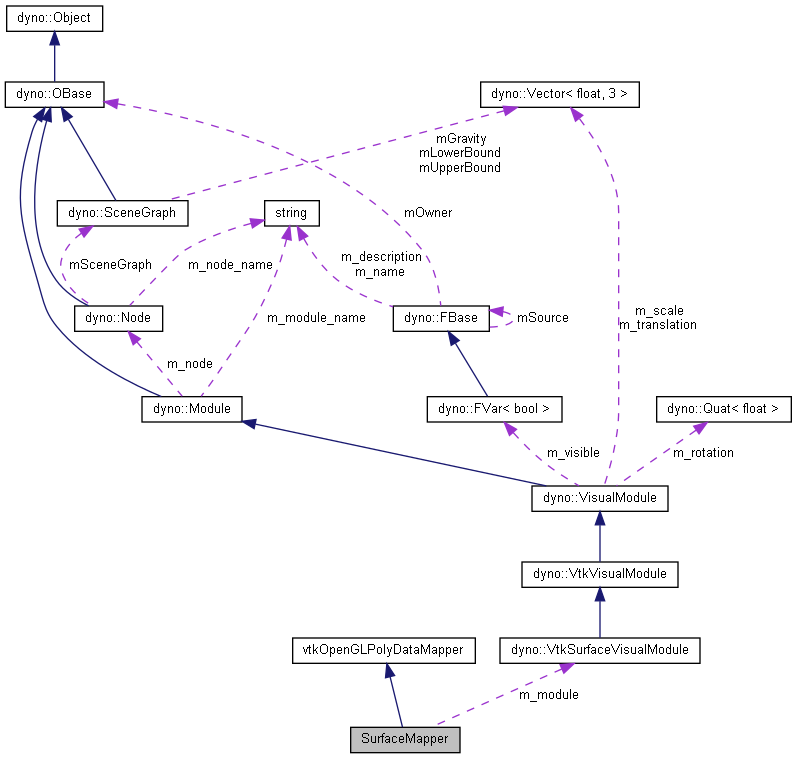 dyno::Object
dyno::OBase
dyno::Vector< float, 3 >
mGravity
mLowerBound
mUpperBound
dyno::SceneGraph
string
mOwner
mSceneGraph
m_node_name
m_description
m_name
dyno::Node
m_module_name
dyno::FBase
mSource
m_scale
m_translation
m_node
dyno::Module
dyno::FVar< bool >
dyno::Quat< float >
m_visible
m_rotation
dyno::VisualModule
dyno::VtkVisualModule
vtkOpenGLPolyDataMapper
dyno::VtkSurfaceVisualModule
m_module
SurfaceMapper